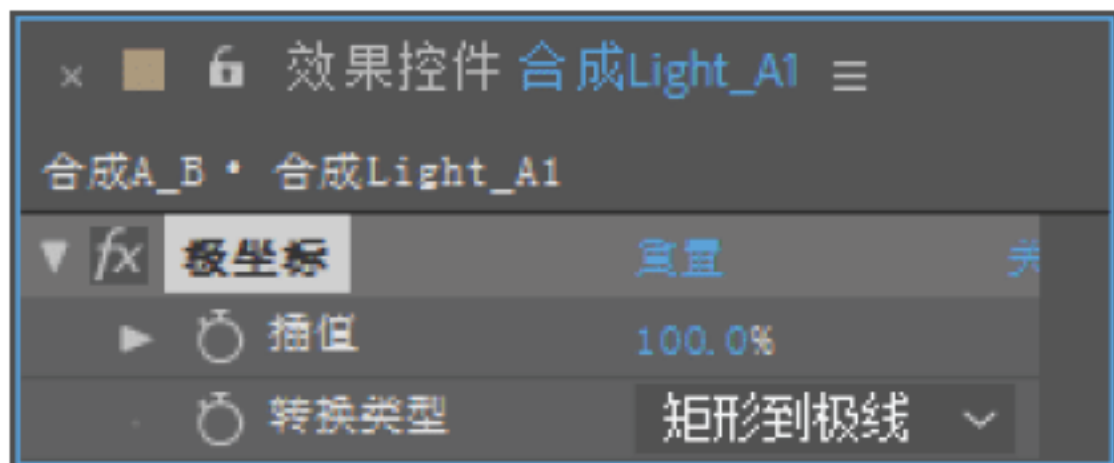 效果控件 合成Light_A1
合成A_B • 合成Light_A1
fx 极坐标 重置
插值 100.0%
转换类型 矩形到极线